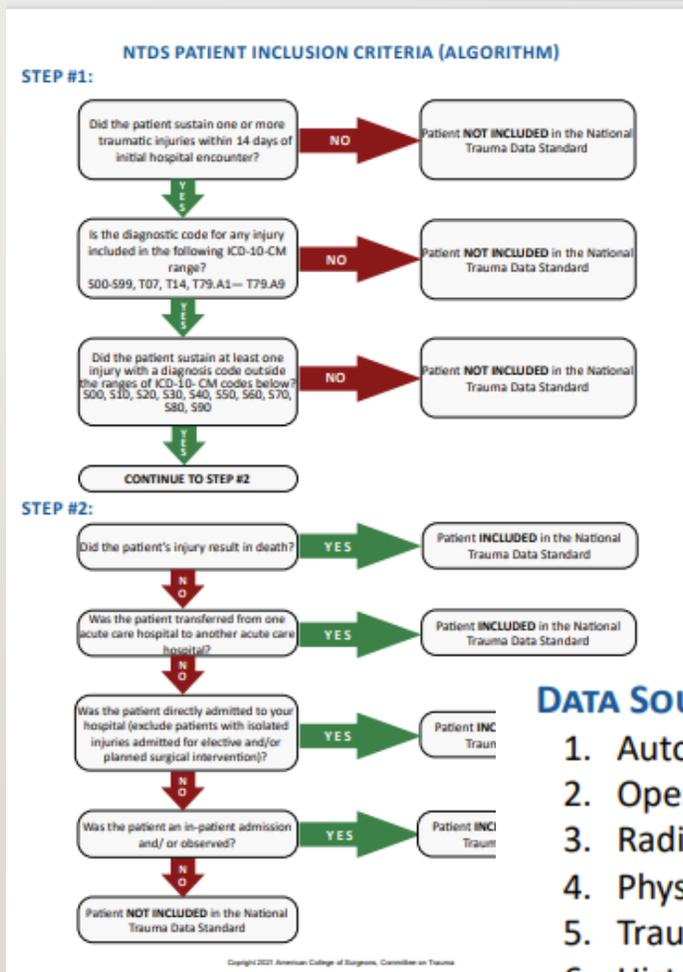 NTDS PATIENT INCLUSION CRITERIA (ALGORITHM)
STEP #1:
Did the patient sustain one or more
traumatic injuries within 14 days of
initial hospital encounter?
NO
Patient NOT INCLUDED in the National
Trauma Data Standard
YES
Is the diagnostic code for any injury
included in the following ICD-10-CM
range?
S00-S99, T07, T14, T79.A1— T79.A9
NO
Patient NOT INCLUDED in the National
Trauma Data Standard
YES
Did the patient sustain at least one
injury with a diagnosis code outside
the ranges of ICD-10- CM codes below?
S00, S10, S20, S30, S40, S50, S60, S70,
S80, S90
NO
Patient NOT INCLUDED in the National
Trauma Data Standard
YES
CONTINUE TO STEP #2
STEP #2:
Did the patient's injury result in death?
YES
Patient INCLUDED in the National
Trauma Data Standard
NO
Was the patient transferred from one
acute care hospital to another acute care
hospital?
YES
Patient INCLUDED in the National
Trauma Data Standard
NO
Was the patient directly admitted to your
hospital (exclude patients with isolated
injuries admitted for elective and/or
planned surgical intervention)?
YES
Patient INC
Traum
NO
Was the patient an in-patient admission
and/ or observed?
YES
Patient INCL
Traum
NO
Patient NOT INCLUDED in the National
Trauma Data Standard
Copyright 2021 American College of Surgeons, Committee on Trauma
DATA SOU
1. Auto
2. Ope
3. Radi
4. Phys
5. Trau